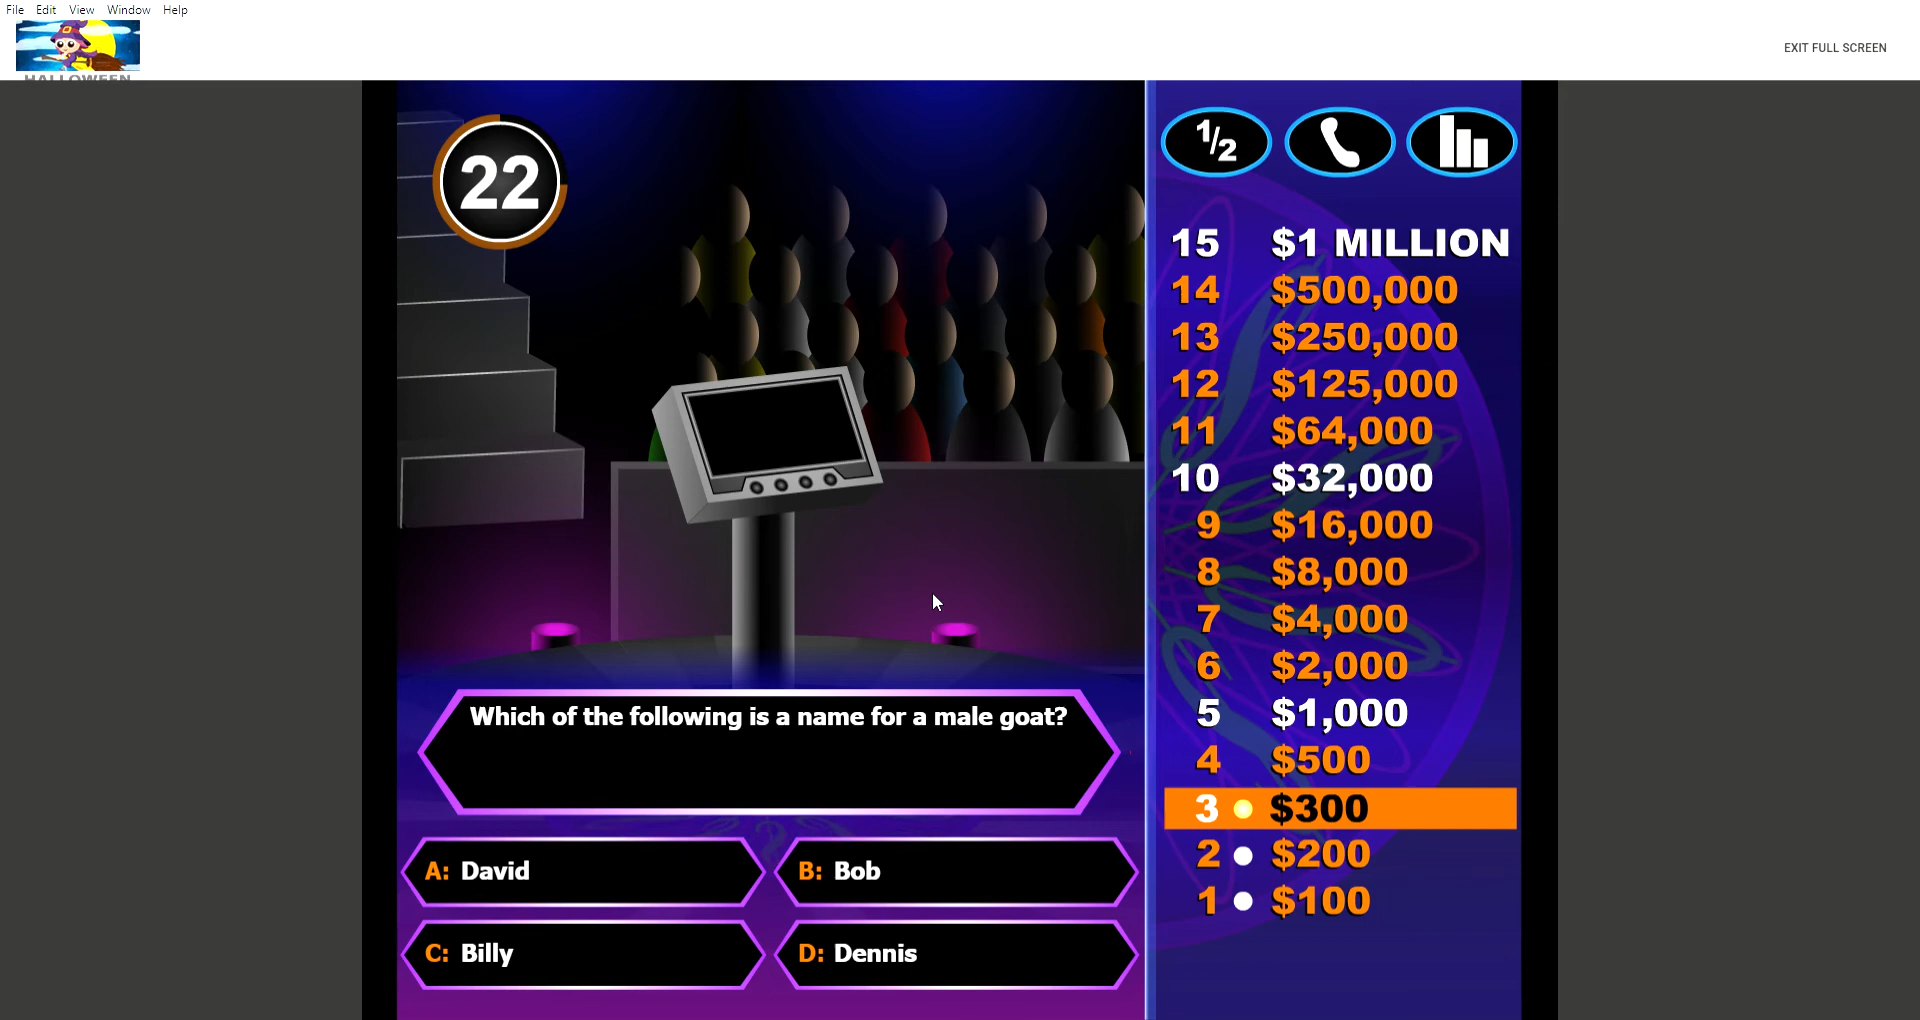 File Edit View Window Help
HALLOWEEN
EXIT FULL SCREEN
22
1/2
15 $1 MILLION
14 $500,000
13 $250,000
12 $125,000
11 $64,000
10 $32,000
9 $16,000
8 $8,000
7 $4,000
6 $2,000
5 $1,000
4 $500
3 $300
2 $200
1 $100
Which of the following is a name for a male goat?
A: David
B: Bob
C: Billy
D: Dennis